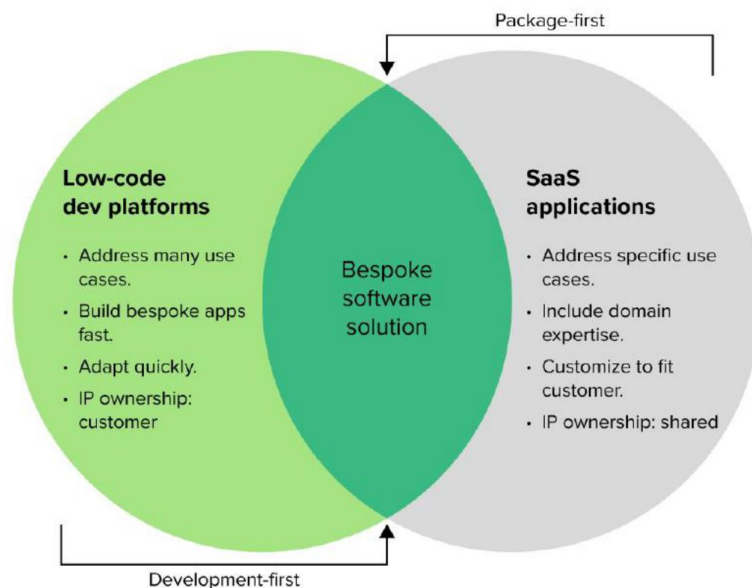 Package-first
Low-code
dev platforms
• Address many use
cases.
• Build bespoke apps
fast.
• Adapt quickly.
• IP ownership:
customer
Bespoke
software
solution
SaaS
applications
• Address specific use
cases.
• Include domain
expertise.
• Customize to fit
customer.
• IP ownership: shared
Development-first